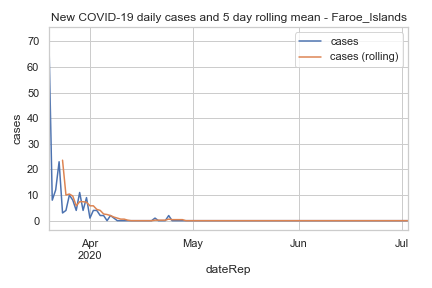 New COVID-19 daily cases and 5 day rolling mean - Faroe_Islands
cases
cases (rolling)
70
60
50
40
30
20
10
0
cases
Apr
2020
May
Jun
Jul
dateRep